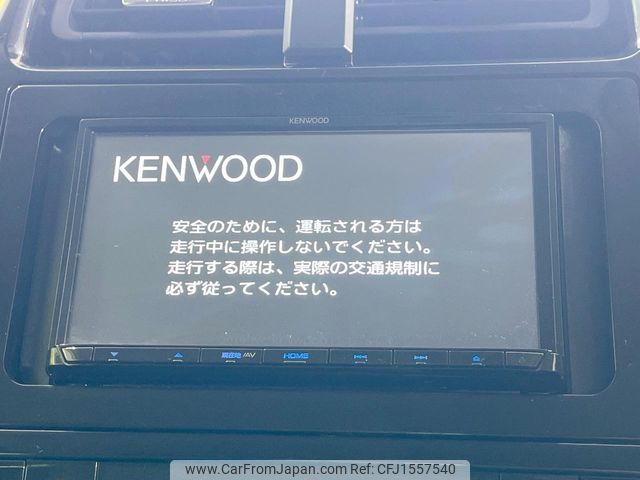 KENWOOD
KENWOOD
安全のために、運転される方は
走行中に操作しないでください。
走行する際は、実際の交通規制に
必ず従ってください。
現在地 /AV HOME
www.CarFromJapan.com Car No. CFJ1557540